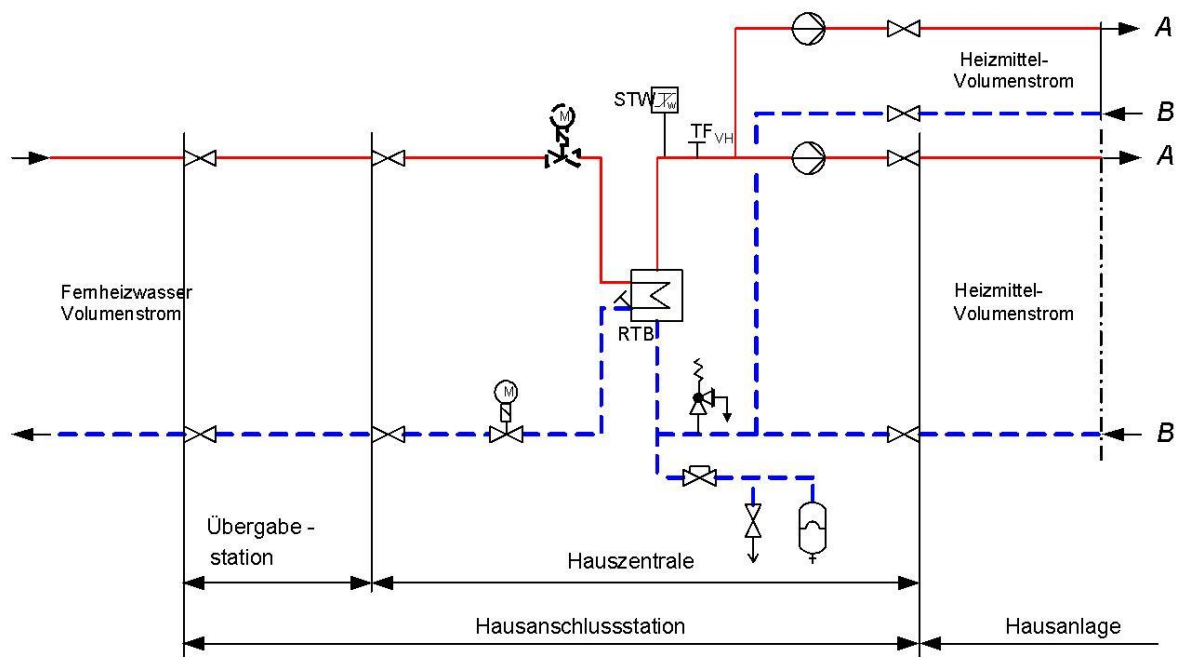 A
Heizmittel-
Volumenstrom
B
STW
W
TF VH
M
A
Fernheizwasser
Volumenstrom
RTB
Heizmittel-
Volumenstrom
M
B
Übergabe -
station
Hauszentrale
Hausanschlussstation
Hausanlage